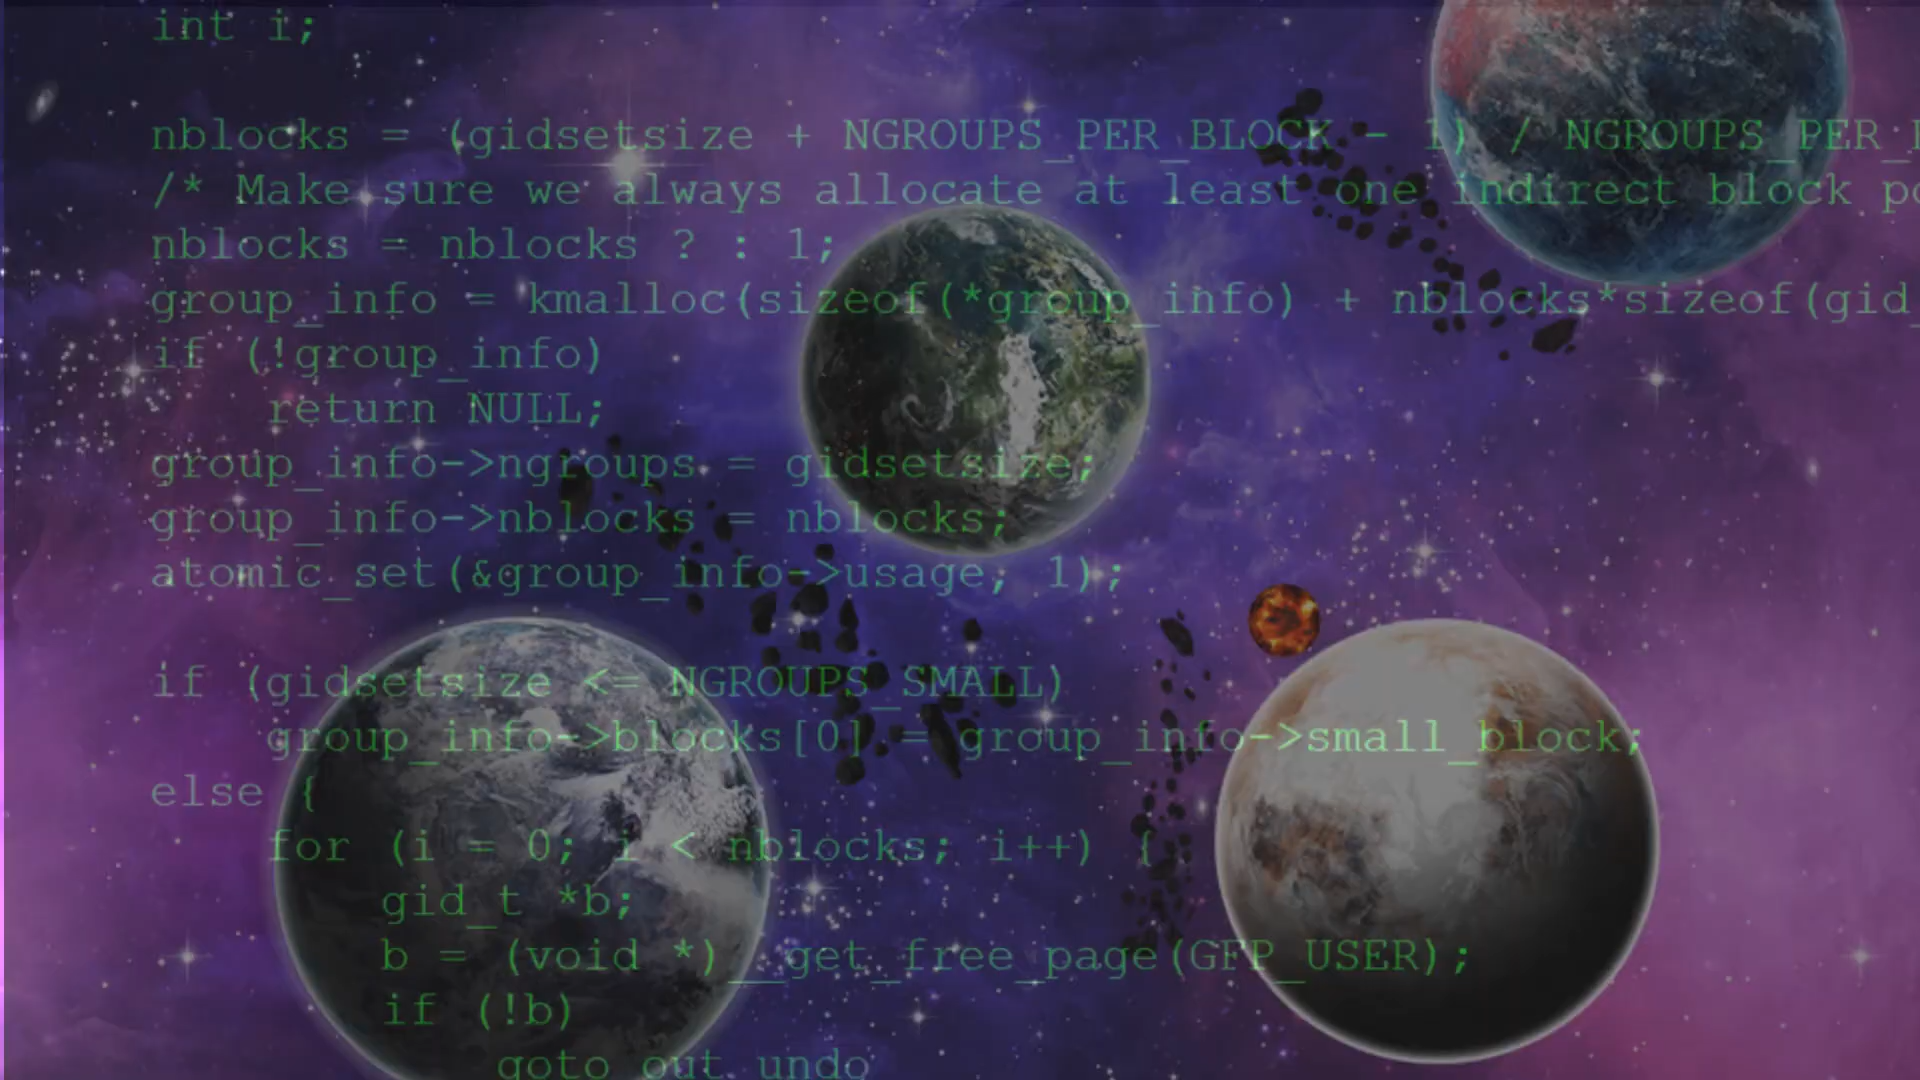 int i;
nblocks = (gidsetsize + NGROUPS_PER_BLOCK - 1) / NGROUPS_PER_
/* Make sure we always allocate at least one indirect block
nblocks = nblocks ? : 1;
group_info = kmalloc(sizeof(*group_info) + nblocks*sizeof(gid_
if (!group_info)
return NULL;
group_info->ngroups = gidsetsize;
group_info->nblocks = nblocks;
atomic_set(&group_info->usage, 1);
if (gidsetsize <= NGROUPS_SMALL)
group_info->blocks[0] = group_info->small_block;
else {
for (i = 0; i < nblocks; i++) {
gid_t *b;
b = (void *)__get_free_page(GFP_USER);
if (!b)
goto out_undo